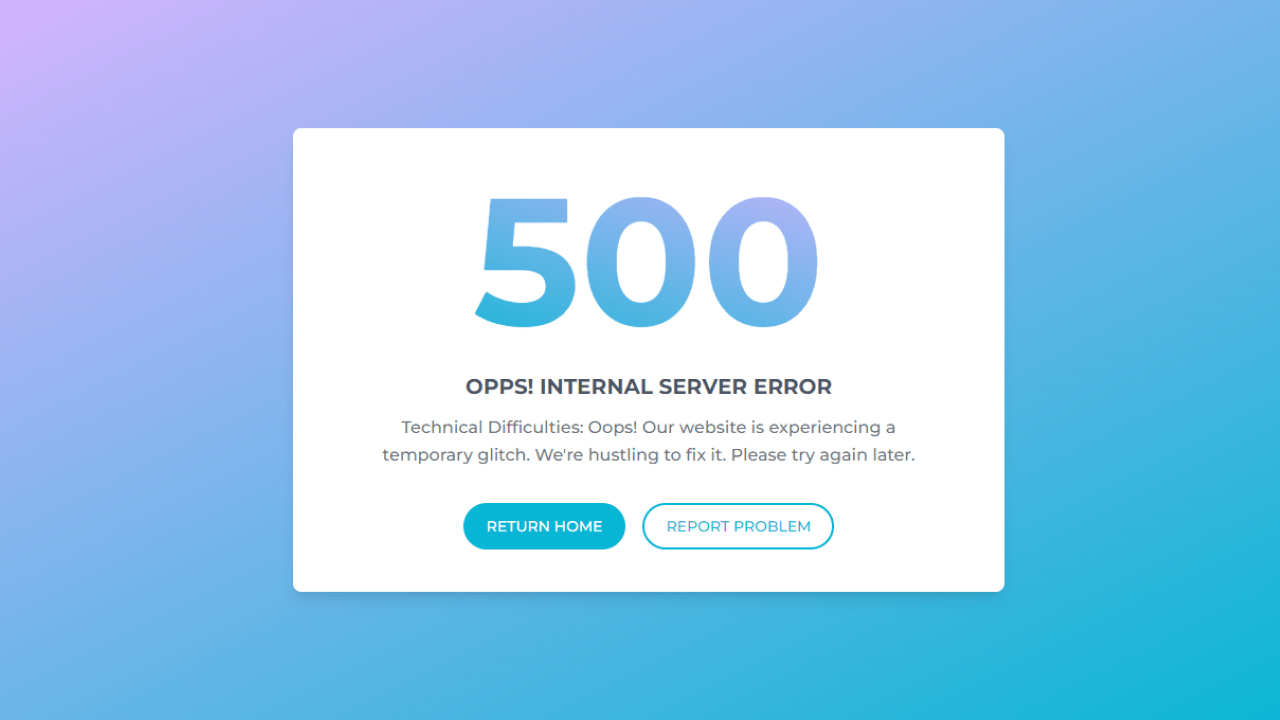 500
OPPS! INTERNAL SERVER ERROR
Technical Difficulties: Oops! Our website is experiencing a
temporary glitch. We're hustling to fix it. Please try again later.
RETURN HOME
REPORT PROBLEM